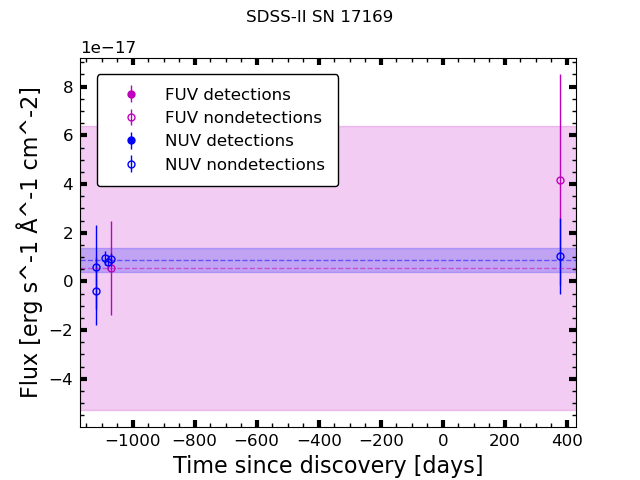 SDSS-II SN 17169
1e−17
FUV detections
FUV nondetections
NUV detections
NUV nondetections
8
6
4
2
0
−2
−4
Flux [erg s^-1 Å^-1 cm^-2]
−1000 −800 −600 −400 −200 0 200 400
Time since discovery [days]